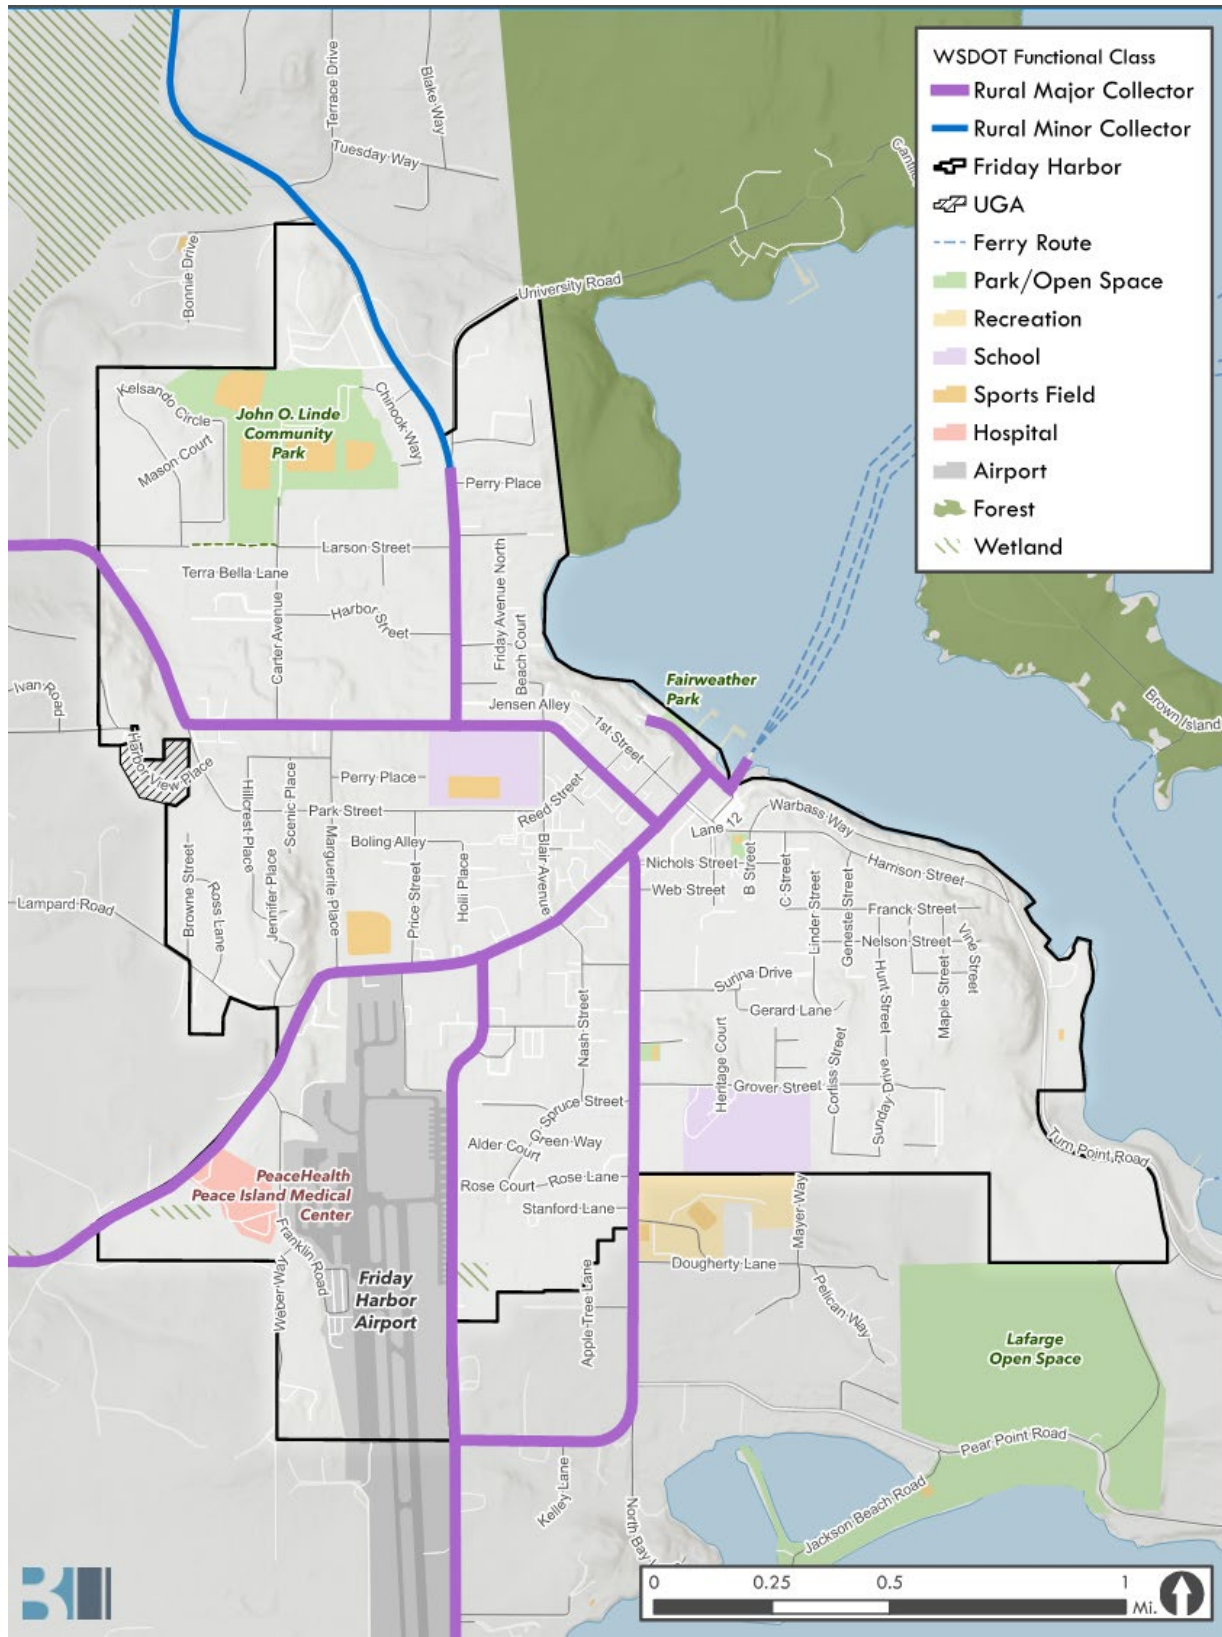 WSDOT Functional Class
Rural Major Collector
Rural Minor Collector
Friday Harbor
UGA
Ferry Route
Park/Open Space
Recreation
School
Sports Field
Hospital
Airport
Forest
Wetland
Terrace Drive
Blake Way
Tuesday Way
Bonnie Drive
University Road
Kelsando Circle
Mason Court
John O. Linde
Community
Park
Chinook Way
Perry Place
Larson Street
Terra Bella Lane
Harbor Street
Carter Avenue
Friday Avenue North
Beach Court
Jensen Alley
Ivan Road
Fairweather
Park
1st Street
Brown Island
Harbor View Place
Perry Place
Park Street
Reed Street
Hillcrest Place
Scenic Place
Boling Alley
Lane 12
Warbass Way
Harrison Street
Nichols Street
Web Street
B Street
C Street
Marguerite Place
Price Street
Holli Place
Blair Avenue
Browne Street
Ross Lane
Jennifer Place
Lampard Road
Linder Street
Geneste Street
Franck Street
Nelson Street
Vine Street
Maple Street
Hunt Street
Surina Drive
Gerard Lane
Nash Street
Heritage Court
Grover Street
Corliss Street
Sunday Drive
Spruce Street
Alder Court
Green Way
Rose Court
Rose Lane
Stanford Lane
Turn Point Road
PeaceHealth
Peace Island Medical
Center
Franklin Road
Weber Way
Friday
Harbor
Airport
Mayer Way
Dougherty Lane
Apple Tree Lane
Pelican Way
Lafarge
Open Space
Pear Point Road
Jackson Beach Road
Kelley Lane
North Bay
0 0.25 0.5 1
Mi.